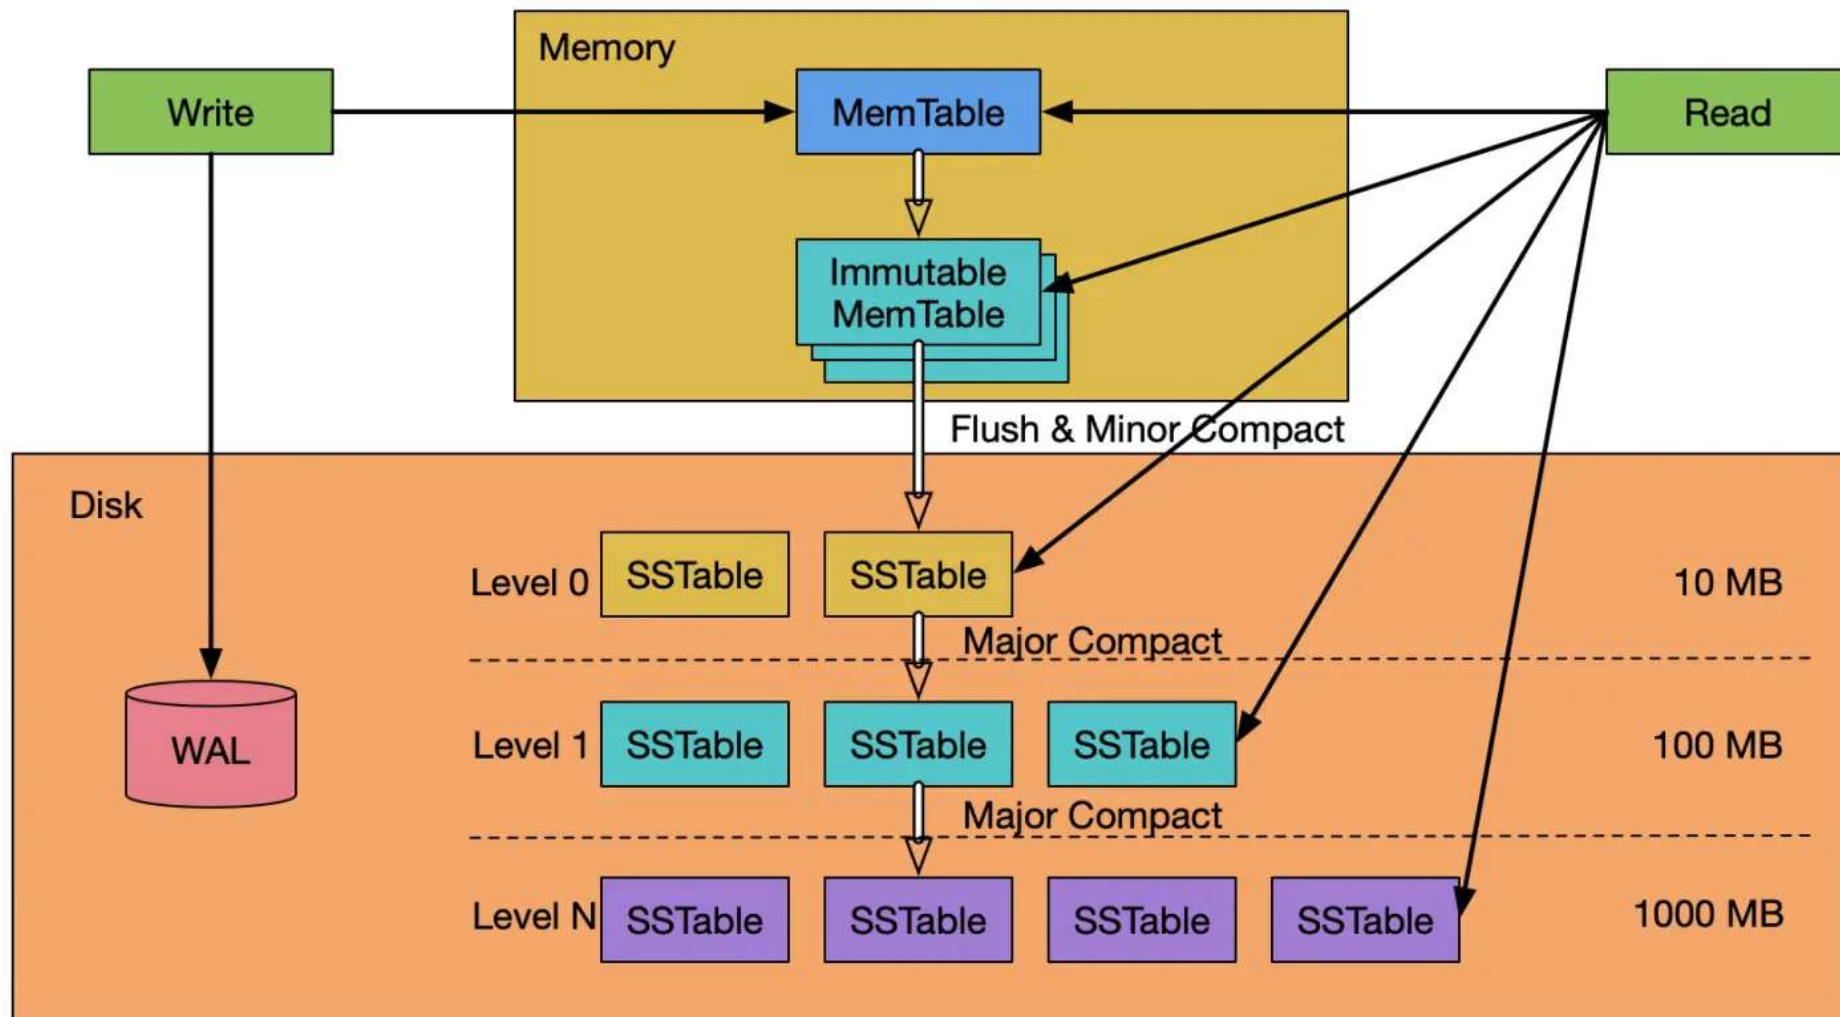 Memory
Write
MemTable
Read
Immutable
MemTable
Flush & Minor Compact
Disk
Level 0
SSTable
SSTable
10 MB
Major Compact
WAL
Level 1
SSTable
SSTable
SSTable
100 MB
Major Compact
Level N
SSTable
SSTable
SSTable
SSTable
1000 MB